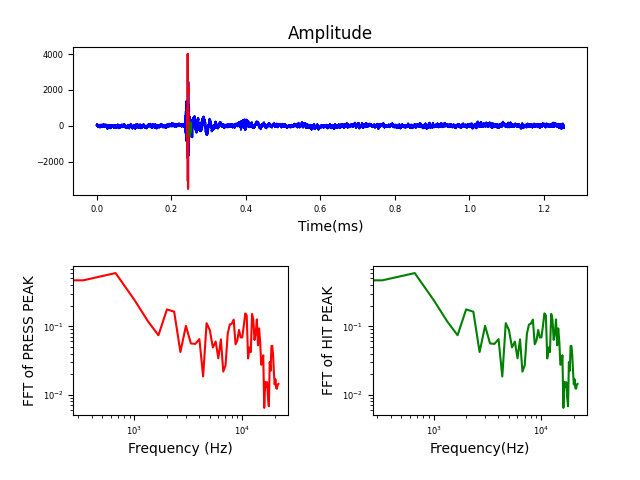 Amplitude
4000
2000
0
−2000
0.0 0.2 0.4 0.6 0.8 1.0 1.2
Time(ms)
FFT of PRESS PEAK
10⁻¹
10⁻²
10³ 10⁴
Frequency (Hz)
FFT of HIT PEAK
10⁻¹
10⁻²
10³ 10⁴
Frequency(Hz)